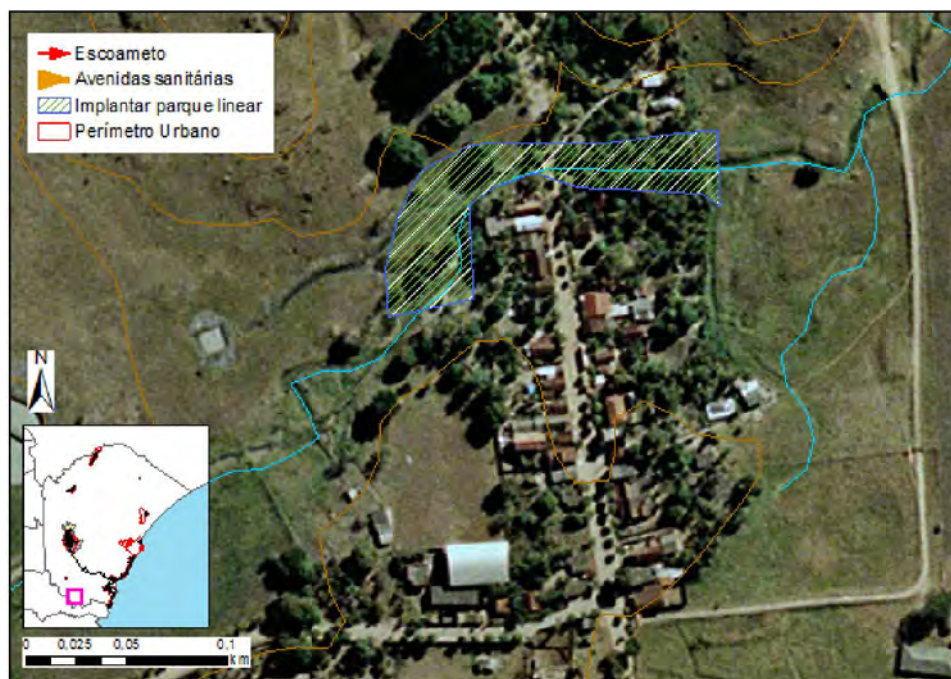 Escoameto
Avenidas sanitárias
Implantar parque linear
Perímetro Urbano
N
0 0,025 0,05 0,1
km